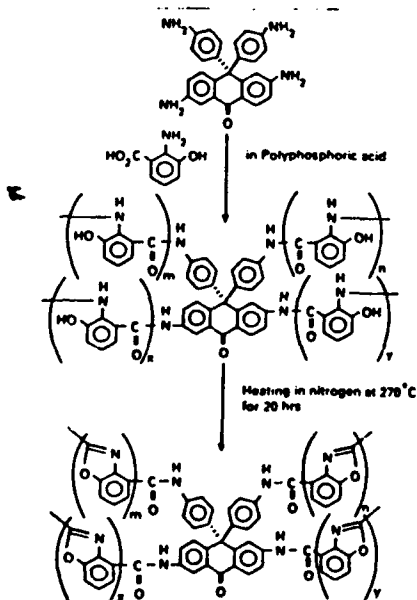 NH₂ NH₂
NH₂ NH₂
O
NH₂
HO₂C OH
in Polyphosphoric acid
H H H H
N N N N
HO C C OH
O m O n
H H H H
N N N N
HO C C OH
O x O O y
Heating in nitrogen at 270°C
for 20 hrs
N H H N
O C N N C O
m O O n
N H H N
O C N N C O
x O O O y